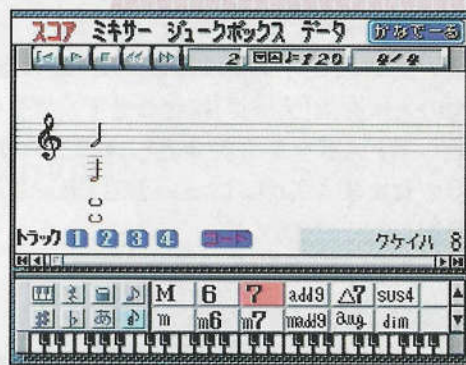 スコア ミキサー ジュークボックス データ かなでーる
2 ♪=120 4/4
C
C
トラック 1 2 3 4 コード クケイハ 8
M 6 7 add9 △7 sus4
♯ ♭ あ m m6 m7 madd9 aug dim